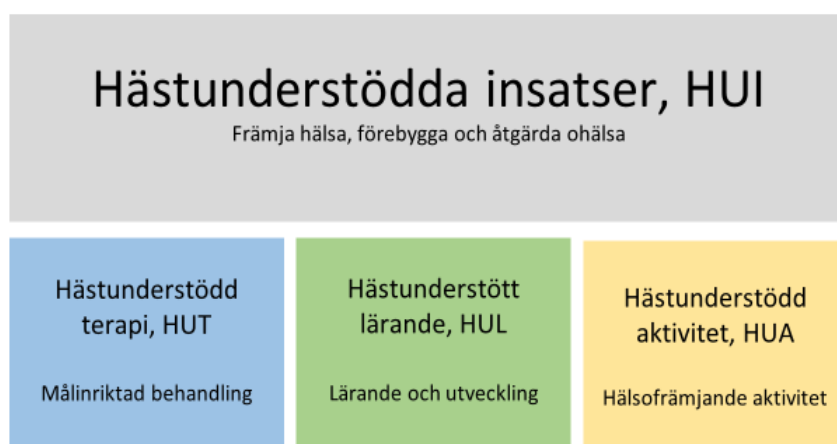 Hästunderstödda insatser, HUI
Främja hälsa, förebygga och åtgärda ohälsa
Hästunderstödd
terapi, HUT
Målinriktad behandling
Hästunderstött
lärande, HUL
Lärande och utveckling
Hästunderstödd
aktivitet, HUA
Hälsofrämjande aktivitet